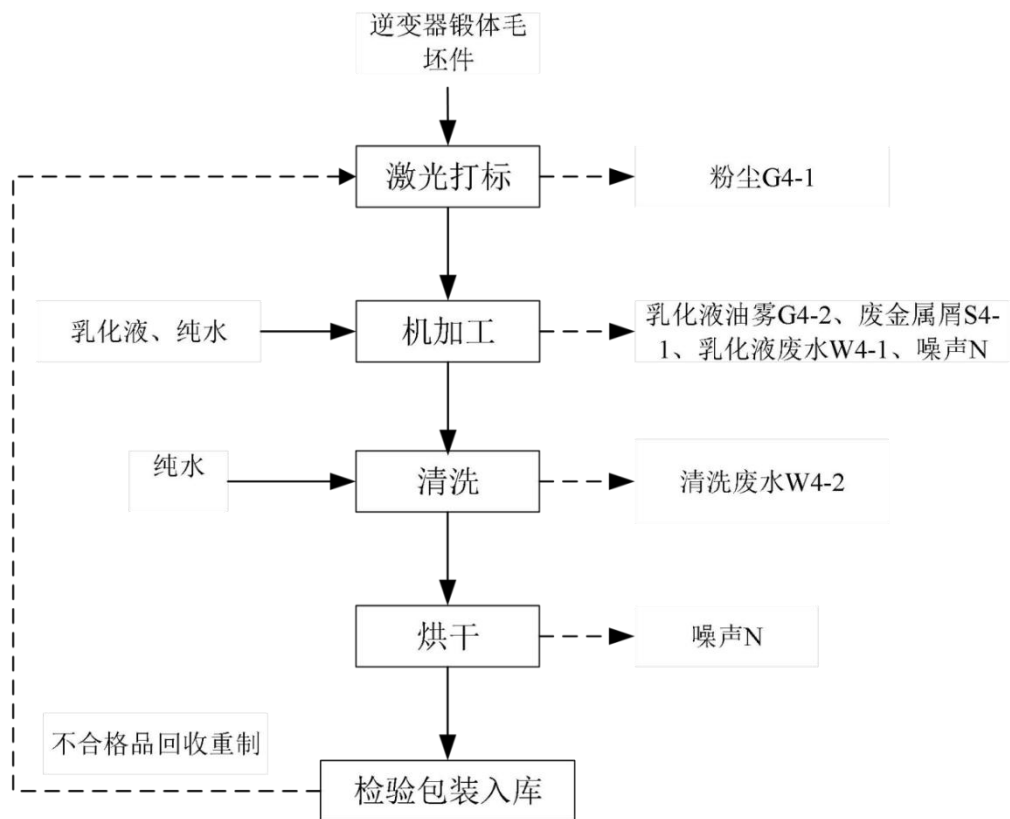 逆变器锻体毛
坯件
激光打标
粉尘G4-1
乳化液、纯水
机加工
乳化液油雾G4-2、废金属屑S4-
1、乳化液废水W4-1、噪声N
纯水
清洗
清洗废水W4-2
烘干
噪声N
不合格品回收重制
检验包装入库